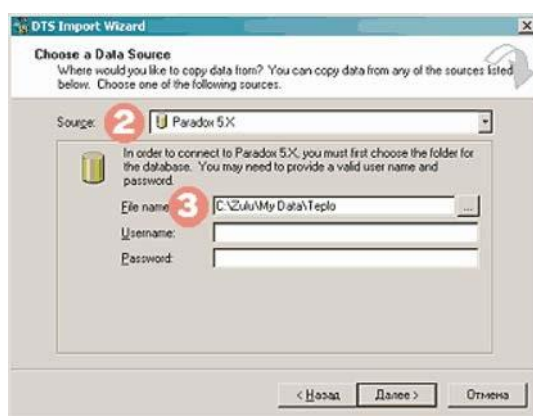 DTS Import Wizard
Choose a Data Source
Where would you like to copy data from? You can copy data from any of the sources listed
below. Choose one of the following sources.
Source: 2 Paradox 5.X
In order to connect to Paradox 5.X, you must first choose the folder for
the database. You may need to provide a valid user name and
password.
File name 3 C:\Zulu\My Data\Teplo ...
Username:
Password:
< Назад Далее > Отмена